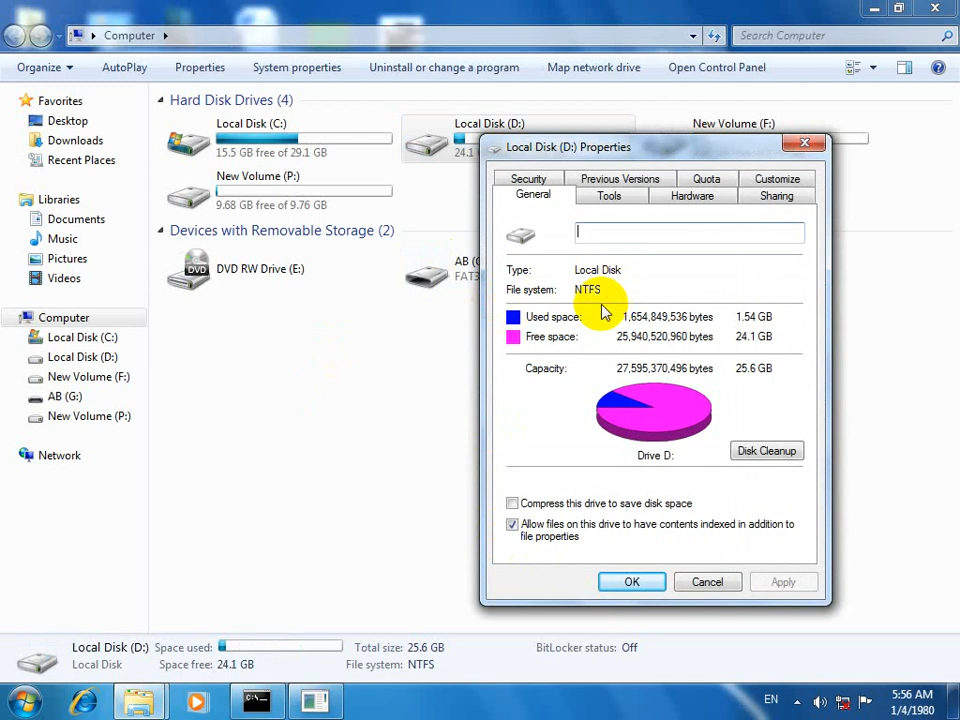 Computer
Search Computer
Organize
AutoPlay
Properties
System properties
Uninstall or change a program
Map network drive
Open Control Panel
Favorites
Desktop
Downloads
Recent Places
Libraries
Documents
Music
Pictures
Videos
Computer
Local Disk (C:)
Local Disk (D:)
New Volume (F:)
AB (G:)
New Volume (P:)
Network
Hard Disk Drives (4)
Local Disk (C:)
15.5 GB free of 29.1 GB
Local Disk (D:)
24.1
New Volume (F:)
New Volume (P:)
9.68 GB free of 9.76 GB
Devices with Removable Storage (2)
DVD
DVD RW Drive (E:)
AB
FAT3
Local Disk (D:) Properties
Security
Previous Versions
Quota
Customize
General
Tools
Hardware
Sharing
Type: Local Disk
File system: NTFS
Used space: 1,654,849,536 bytes 1.54 GB
Free space: 25,940,520,960 bytes 24.1 GB
Capacity: 27,595,370,496 bytes 25.6 GB
Drive D:
Disk Cleanup
Compress this drive to save disk space
Allow files on this drive to have contents indexed in addition to
file properties
OK
Cancel
Apply
Local Disk (D:) Space used: Total size: 25.6 GB BitLocker status: Off
Local Disk Space free: 24.1 GB File system: NTFS
EN
5:56 AM
1/4/1980